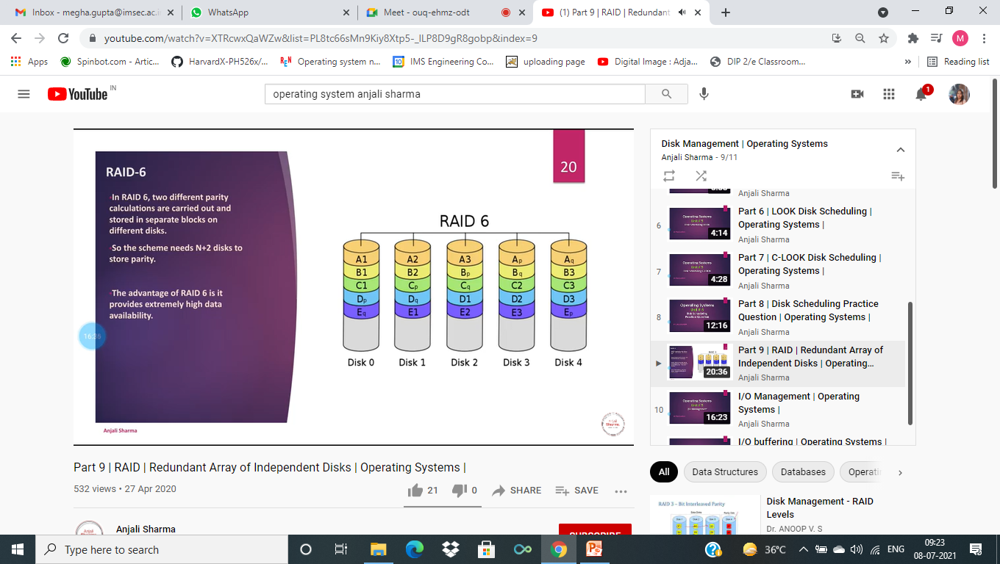 Inbox - megha.gupta@imsec.ac.i
WhatsApp
Meet - ouq-ehmz-odt
(1) Part 9 | RAID | Redundant
youtube.com/watch?v=XTRcwxQaWZw&list=PL8tc66sMn9Kiy8Xtp5-_lLP8D9gR8gobp&index=9
M
Apps
Spinbot.com - Artic...
HarvardX-PH526x/...
Operating system n...
IMS Engineering Co...
uploading page
Digital Image : Adja...
DIP 2/e Classroom...
»
Reading list
YouTube IN
operating system anjali sharma
1
20
RAID-6
In RAID 6, two different parity
calculations are carried out and
stored in separate blocks on
different disks.
So the scheme needs N+2 disks to
store parity.
The advantage of RAID 6 is it
provides extremely high data
availability.
16:36
Anjali Sharma
RAID 6
A1 A2 A3 Ap Aq
B1 B2 Bp Bq B3
C1 Cp Cq C2 C3
Dp Dq D1 D2 D3
Eq E1 E2 E3 Ep
Disk 0 Disk 1 Disk 2 Disk 3 Disk 4
Part 9 | RAID | Redundant Array of Independent Disks | Operating Systems |
532 views • 27 Apr 2020
21
0
SHARE
SAVE
Anjali Sharma
SUBSCRIBE
Disk Management | Operating Systems
Anjali Sharma - 9/11
Anjali Sharma
6
4:14
Part 6 | LOOK Disk Scheduling |
Operating Systems |
Anjali Sharma
7
4:28
Part 7 | C-LOOK Disk Scheduling |
Operating Systems |
Anjali Sharma
8
12:16
Part 8 | Disk Scheduling Practice
Question | Operating Systems |
Anjali Sharma
20:36
Part 9 | RAID | Redundant Array of
Independent Disks | Operating...
Anjali Sharma
10
16:23
I/O Management | Operating
Systems |
Anjali Sharma
I/O buffering | Operating Systems |
All
Data Structures
Databases
Operati
RAID 3 – Bit Interleaved Parity
Disk Management - RAID
Levels
Dr. ANOOP V. S
Type here to search
36°C
ENG
09:23
08-07-2021